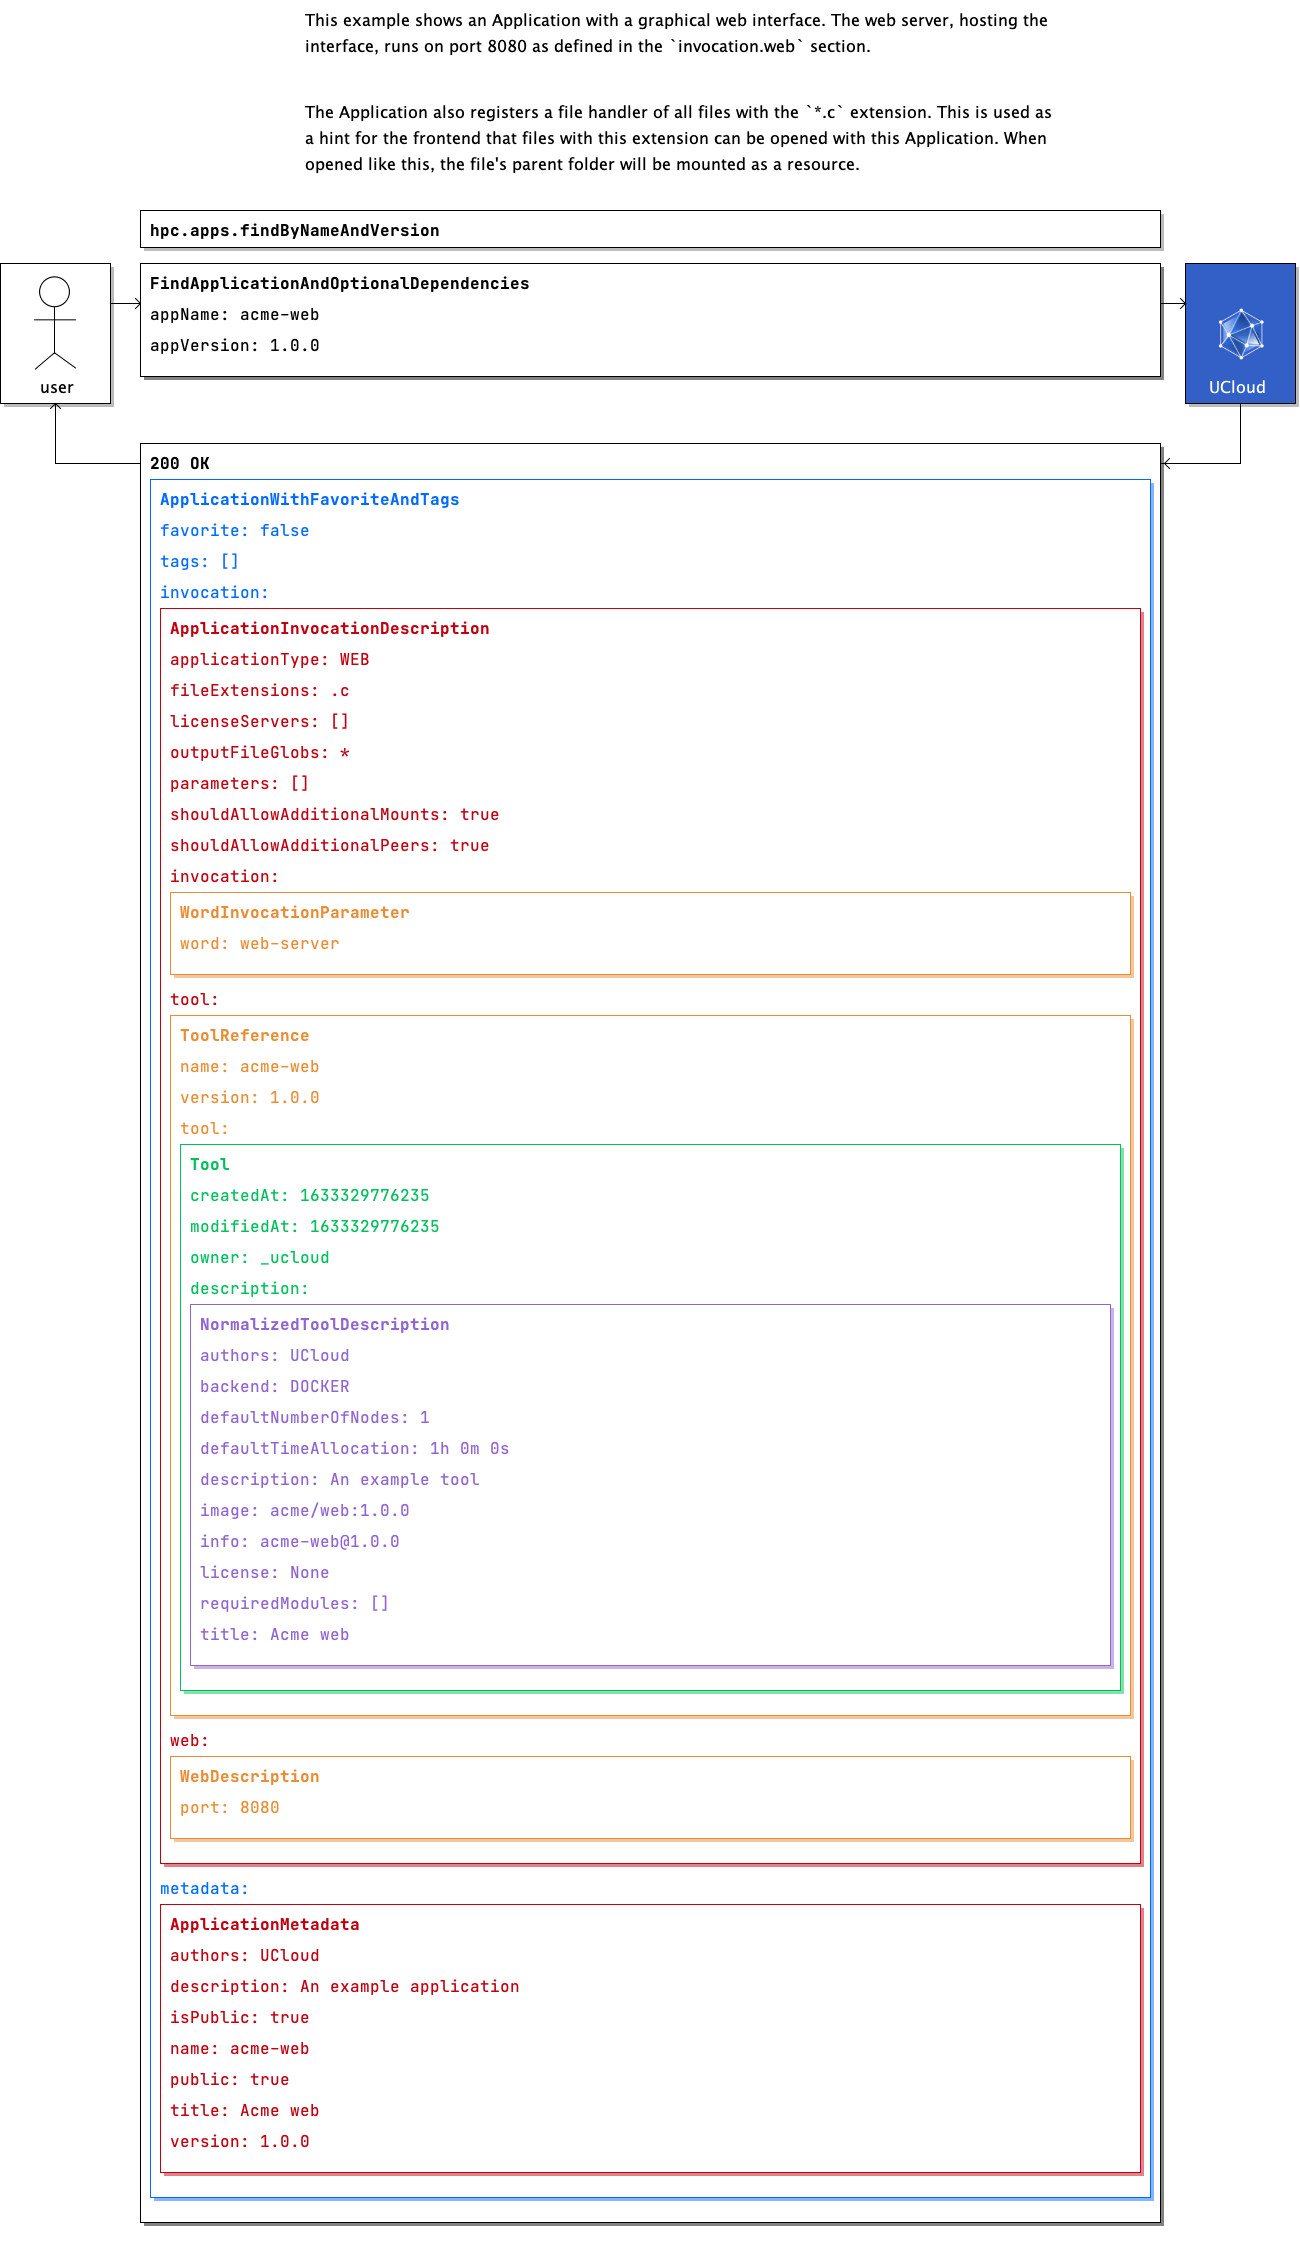 This example shows an Application with a graphical web interface. The web server, hosting the
interface, runs on port 8080 as defined in the `invocation.web` section.
The Application also registers a file handler of all files with the `*.c` extension. This is used as
a hint for the frontend that files with this extension can be opened with this Application. When
opened like this, the file's parent folder will be mounted as a resource.
hpc.apps.findByNameAndVersion
FindApplicationAndOptionalDependencies
appName: acme-web
appVersion: 1.0.0
user
UCloud
200 OK
ApplicationWithFavoriteAndTags
favorite: false
tags: []
invocation:
ApplicationInvocationDescription
applicationType: WEB
fileExtensions: .c
licenseServers: []
outputFileGlobs: *
parameters: []
shouldAllowAdditionalMounts: true
shouldAllowAdditionalPeers: true
invocation:
WordInvocationParameter
word: web-server
tool:
ToolReference
name: acme-web
version: 1.0.0
tool:
Tool
createdAt: 1633329776235
modifiedAt: 1633329776235
owner: _ucloud
description:
NormalizedToolDescription
authors: UCloud
backend: DOCKER
defaultNumberOfNodes: 1
defaultTimeAllocation: 1h 0m 0s
description: An example tool
image: acme/web:1.0.0
info: acme-web@1.0.0
license: None
requiredModules: []
title: Acme web
web:
WebDescription
port: 8080
metadata:
ApplicationMetadata
authors: UCloud
description: An example application
isPublic: true
name: acme-web
public: true
title: Acme web
version: 1.0.0